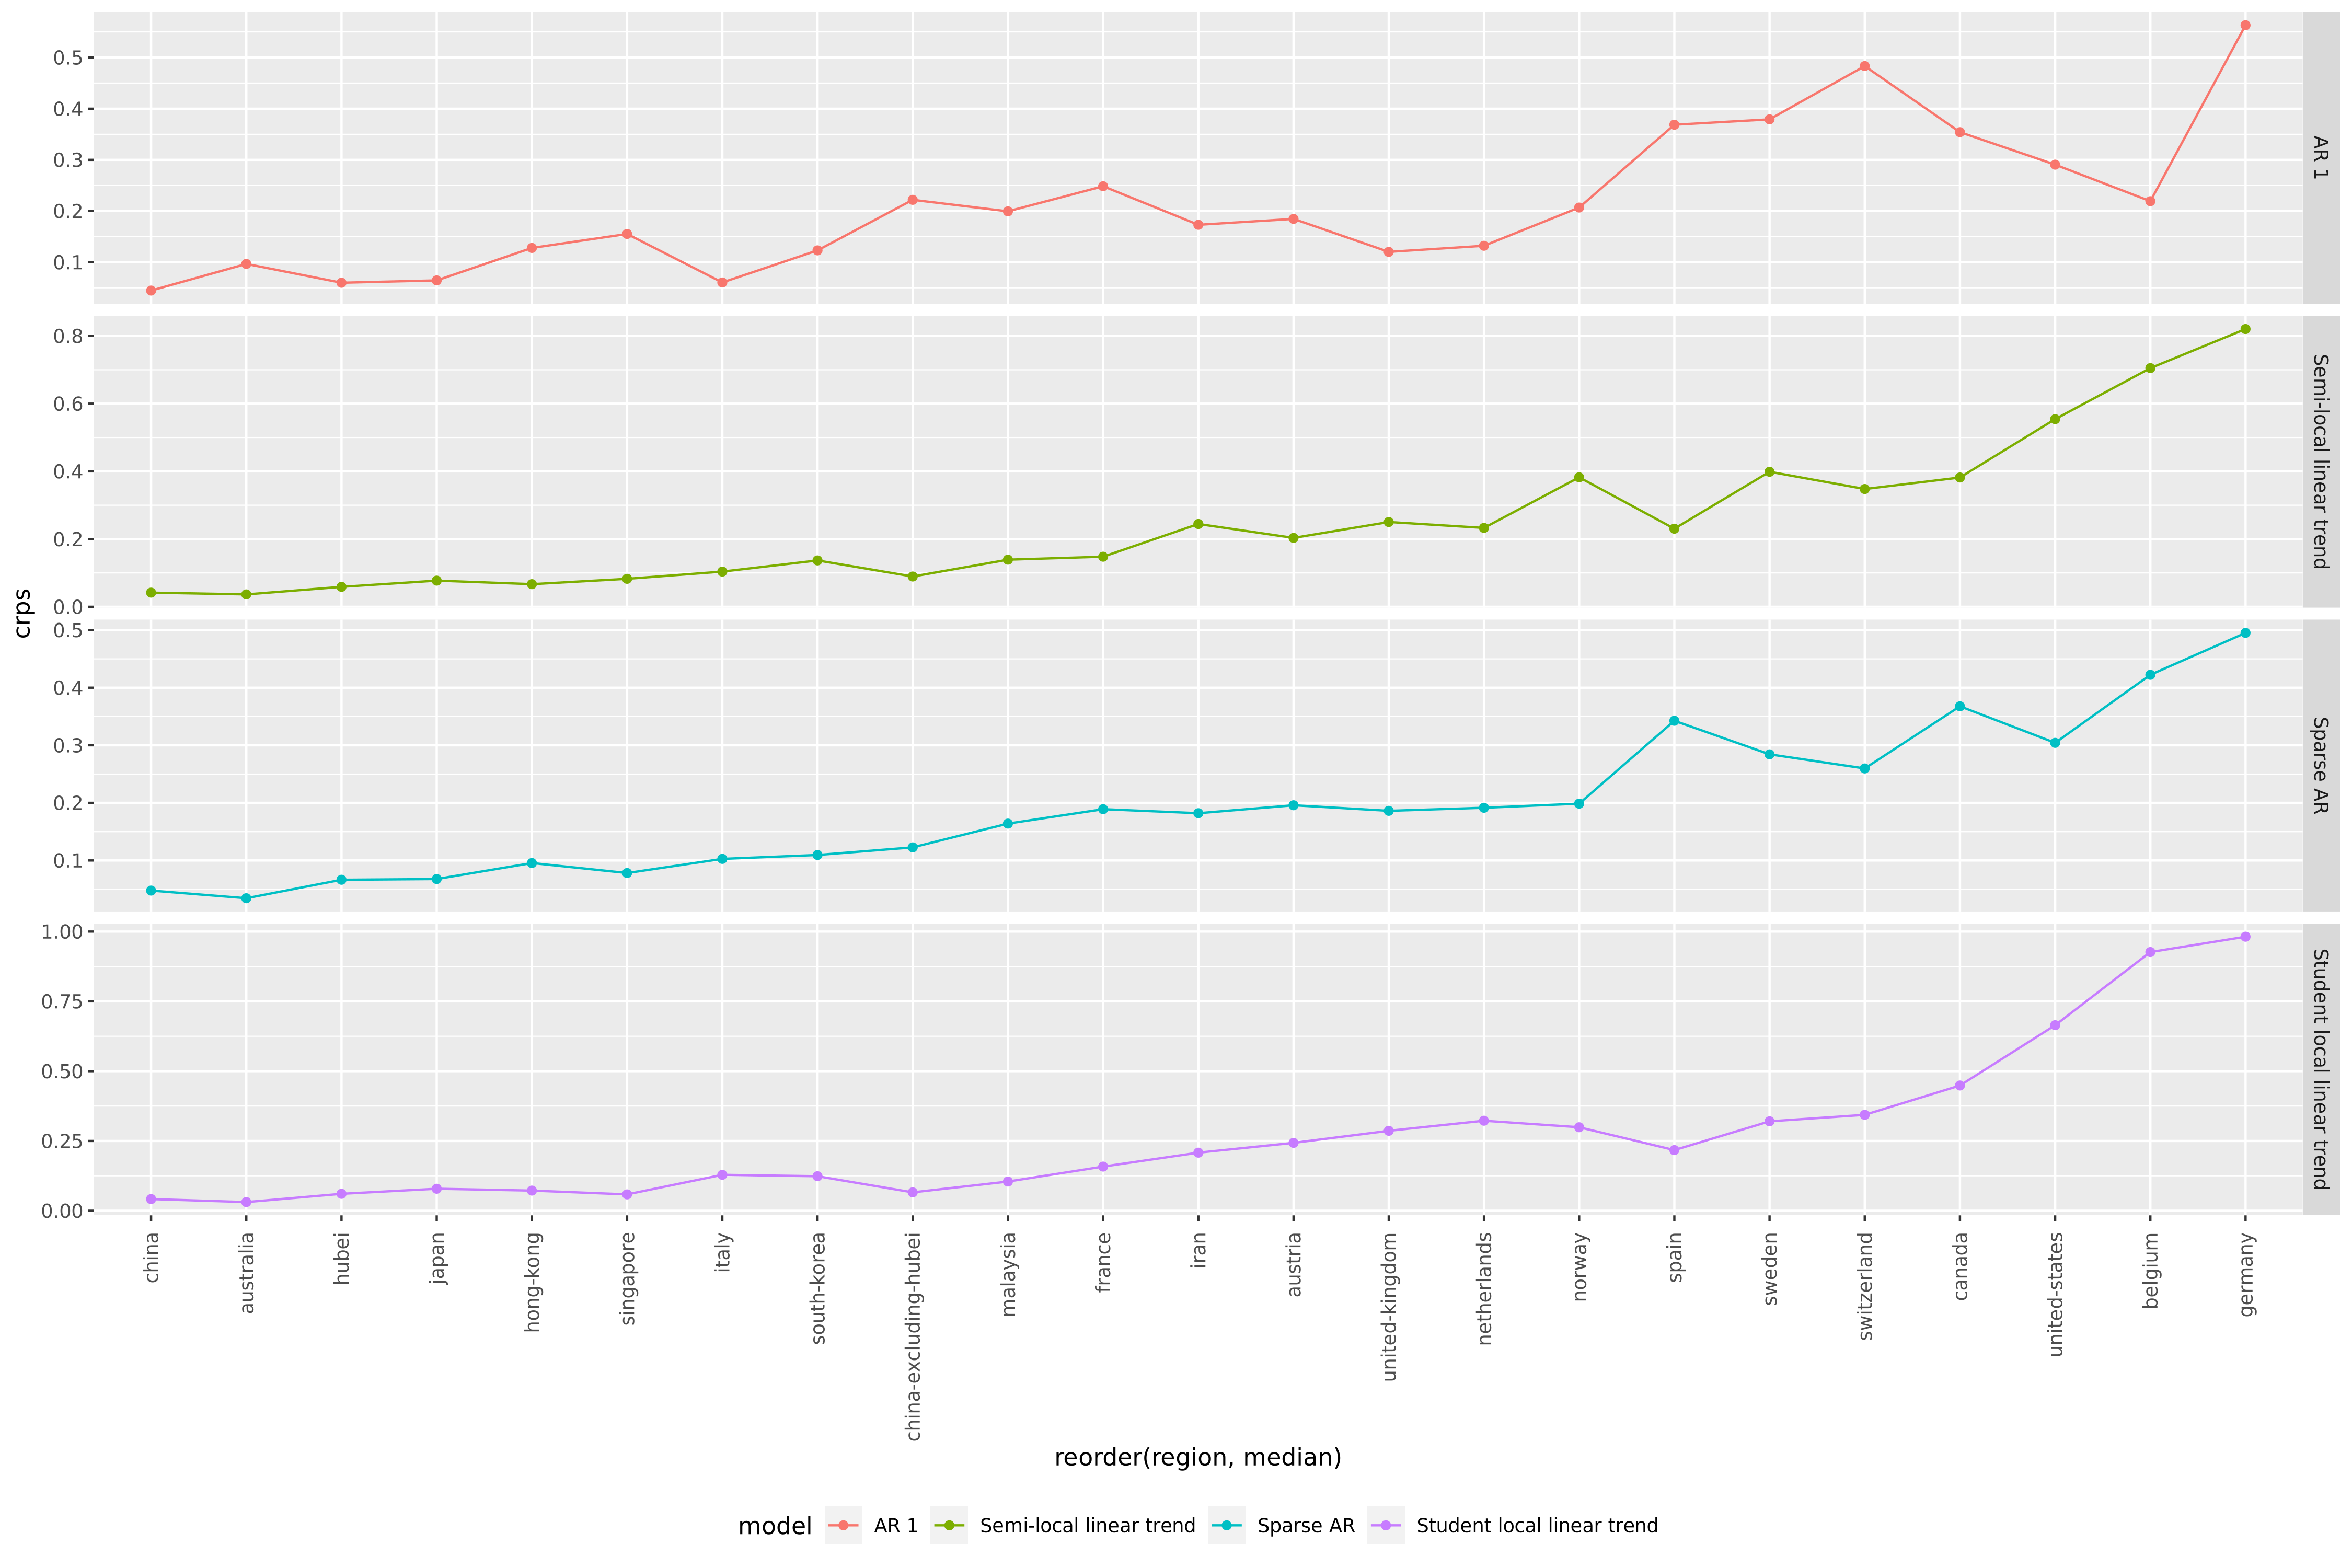 0.5
0.4
0.3
0.2
0.1
AR 1
0.8
0.6
0.4
0.2
0.0
Semi-local linear trend
crps
0.5
0.4
0.3
0.2
0.1
Sparse AR
1.00
0.75
0.50
0.25
0.00
Student local linear trend
china
australia
hubei
japan
hong-kong
singapore
italy
south-korea
china-excluding-hubei
malaysia
france
iran
austria
united-kingdom
netherlands
norway
spain
sweden
switzerland
canada
united-states
belgium
germany
reorder(region, median)
model AR 1 Semi-local linear trend Sparse AR Student local linear trend